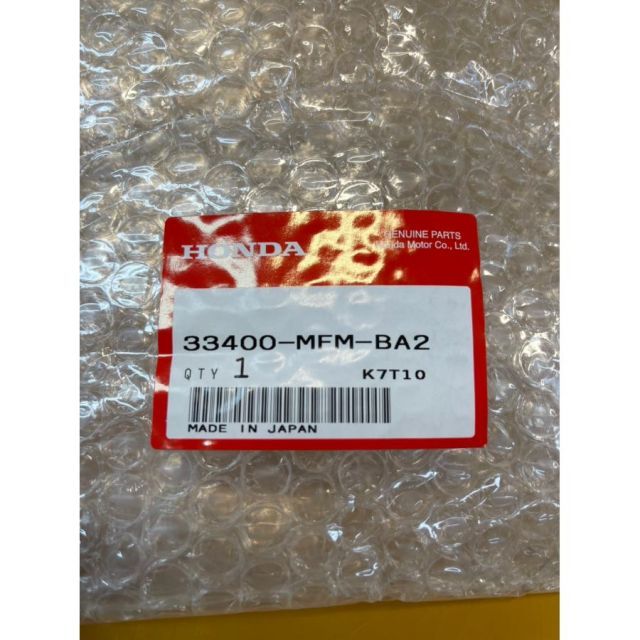 HONDA
GENUINE PARTS
Honda Motor Co., Ltd.
33400-MFM-BA2
QTY 1
K7T10
MADE IN JAPAN